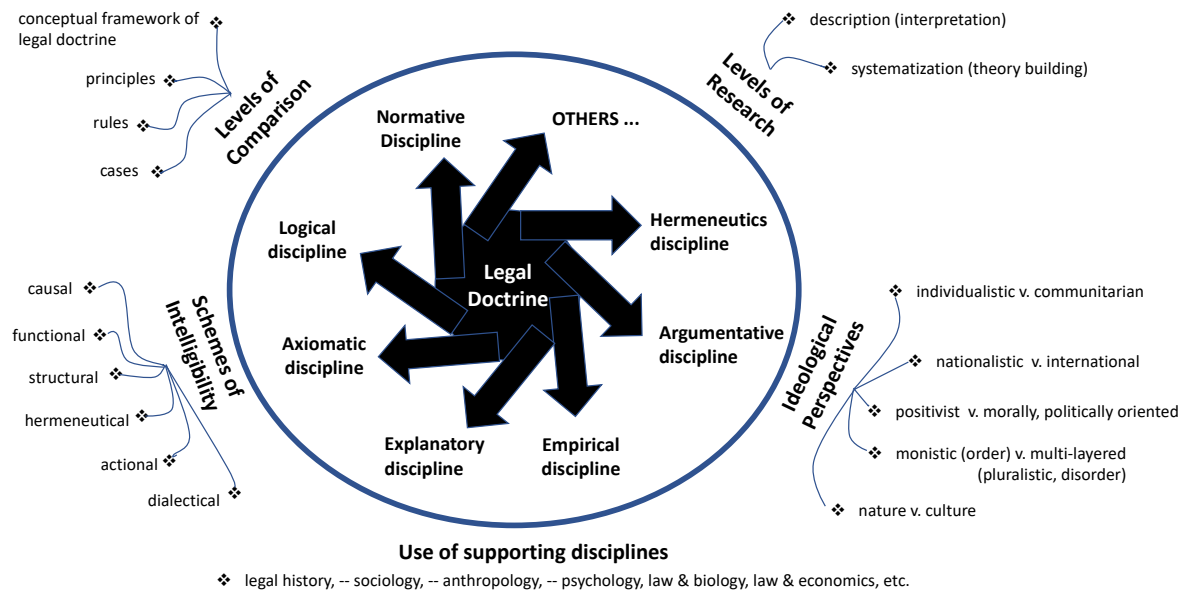 conceptual framework of
legal doctrine
principles
rules
cases
Levels of
Comparison
description (interpretation)
systematization (theory building)
Levels of
Research
Normative
Discipline
OTHERS ...
Hermeneutics
discipline
Logical
discipline
Legal
Doctrine
Argumentative
discipline
Axiomatic
discipline
Explanatory
discipline
Empirical
discipline
causal
functional
structural
hermeneutical
actional
dialectical
Schemes of
Intelligibility
Ideological
Perspectives
individualistic v. communitarian
nationalistic v. international
positivist v. morally, politically oriented
monistic (order) v. multi-layered
(pluralistic, disorder)
nature v. culture
Use of supporting disciplines
legal history, -- sociology, -- anthropology, -- psychology, law & biology, law & economics, etc.